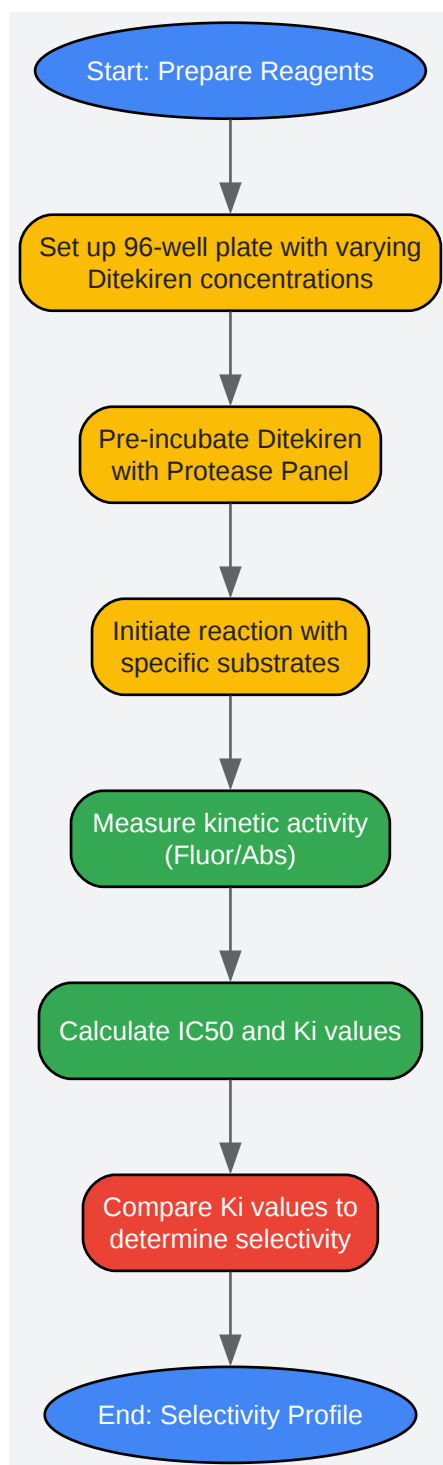 Start: Prepare Reagents
Set up 96-well plate with varying
Ditekiren concentrations
Pre-incubate Ditekiren
with Protease Panel
Initiate reaction with
specific substrates
Measure kinetic activity
(Fluor/Abs)
Calculate IC50 and Ki values
Compare Ki values to
determine selectivity
End: Selectivity Profile